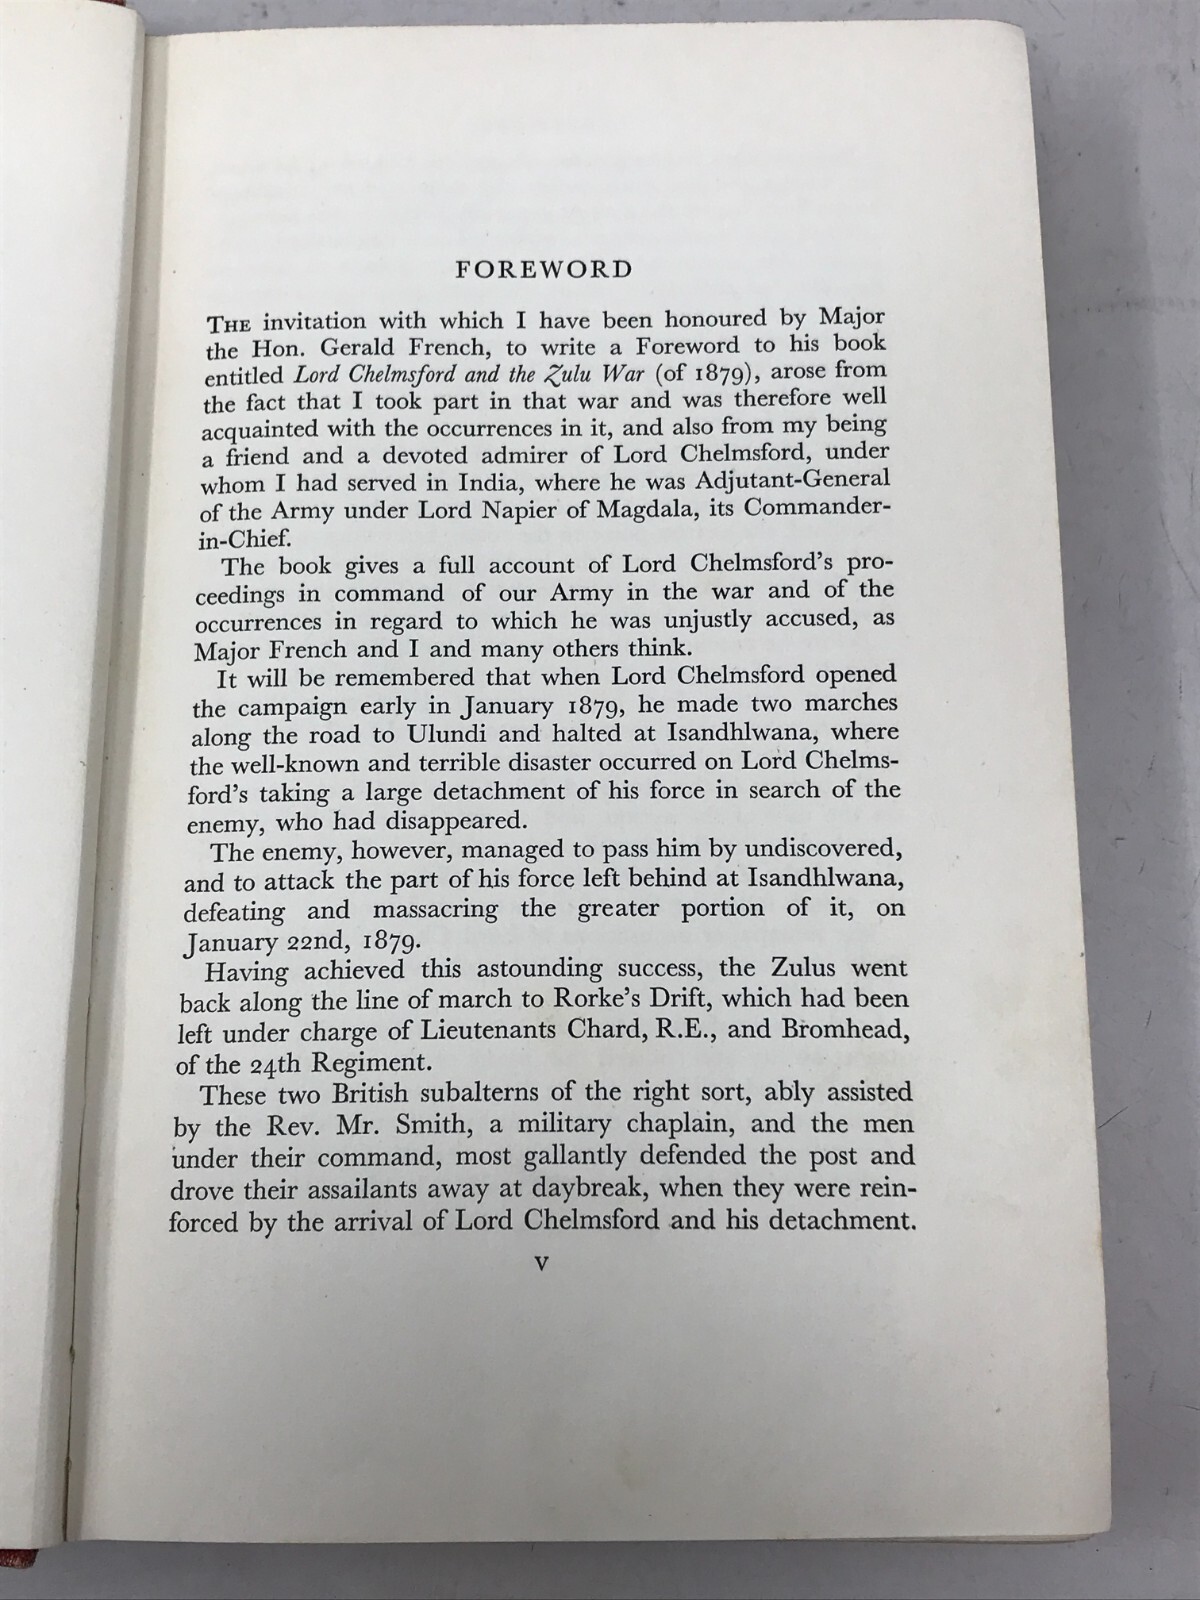 FOREWORD
THE invitation with which I have been honoured by Major
the Hon. Gerald French, to write a Foreword to his book
entitled Lord Chelmsford and the Zulu War (of 1879), arose from
the fact that I took part in that war and was therefore well
acquainted with the occurrences in it, and also from my being
a friend and a devoted admirer of Lord Chelmsford, under
whom I had served in India, where he was Adjutant-General
of the Army under Lord Napier of Magdala, its Commander-
in-Chief.
The book gives a full account of Lord Chelmsford's pro-
ceedings in command of our Army in the war and of the
occurrences in regard to which he was unjustly accused, as
Major French and I and many others think.
It will be remembered that when Lord Chelmsford opened
the campaign early in January 1879, he made two marches
along the road to Ulundi and halted at Isandhlwana, where
the well-known and terrible disaster occurred on Lord Chelms-
ford's taking a large detachment of his force in search of the
enemy, who had disappeared.
The enemy, however, managed to pass him by undiscovered,
and to attack the part of his force left behind at Isandhlwana,
defeating and massacring the greater portion of it, on
January 22nd, 1879.
Having achieved this astounding success, the Zulus went
back along the line of march to Rorke's Drift, which had been
left under charge of Lieutenants Chard, R.E., and Bromhead,
of the 24th Regiment.
These two British subalterns of the right sort, ably assisted
by the Rev. Mr. Smith, a military chaplain, and the men
under their command, most gallantly defended the post and
drove their assailants away at daybreak, when they were rein-
forced by the arrival of Lord Chelmsford and his detachment.
v